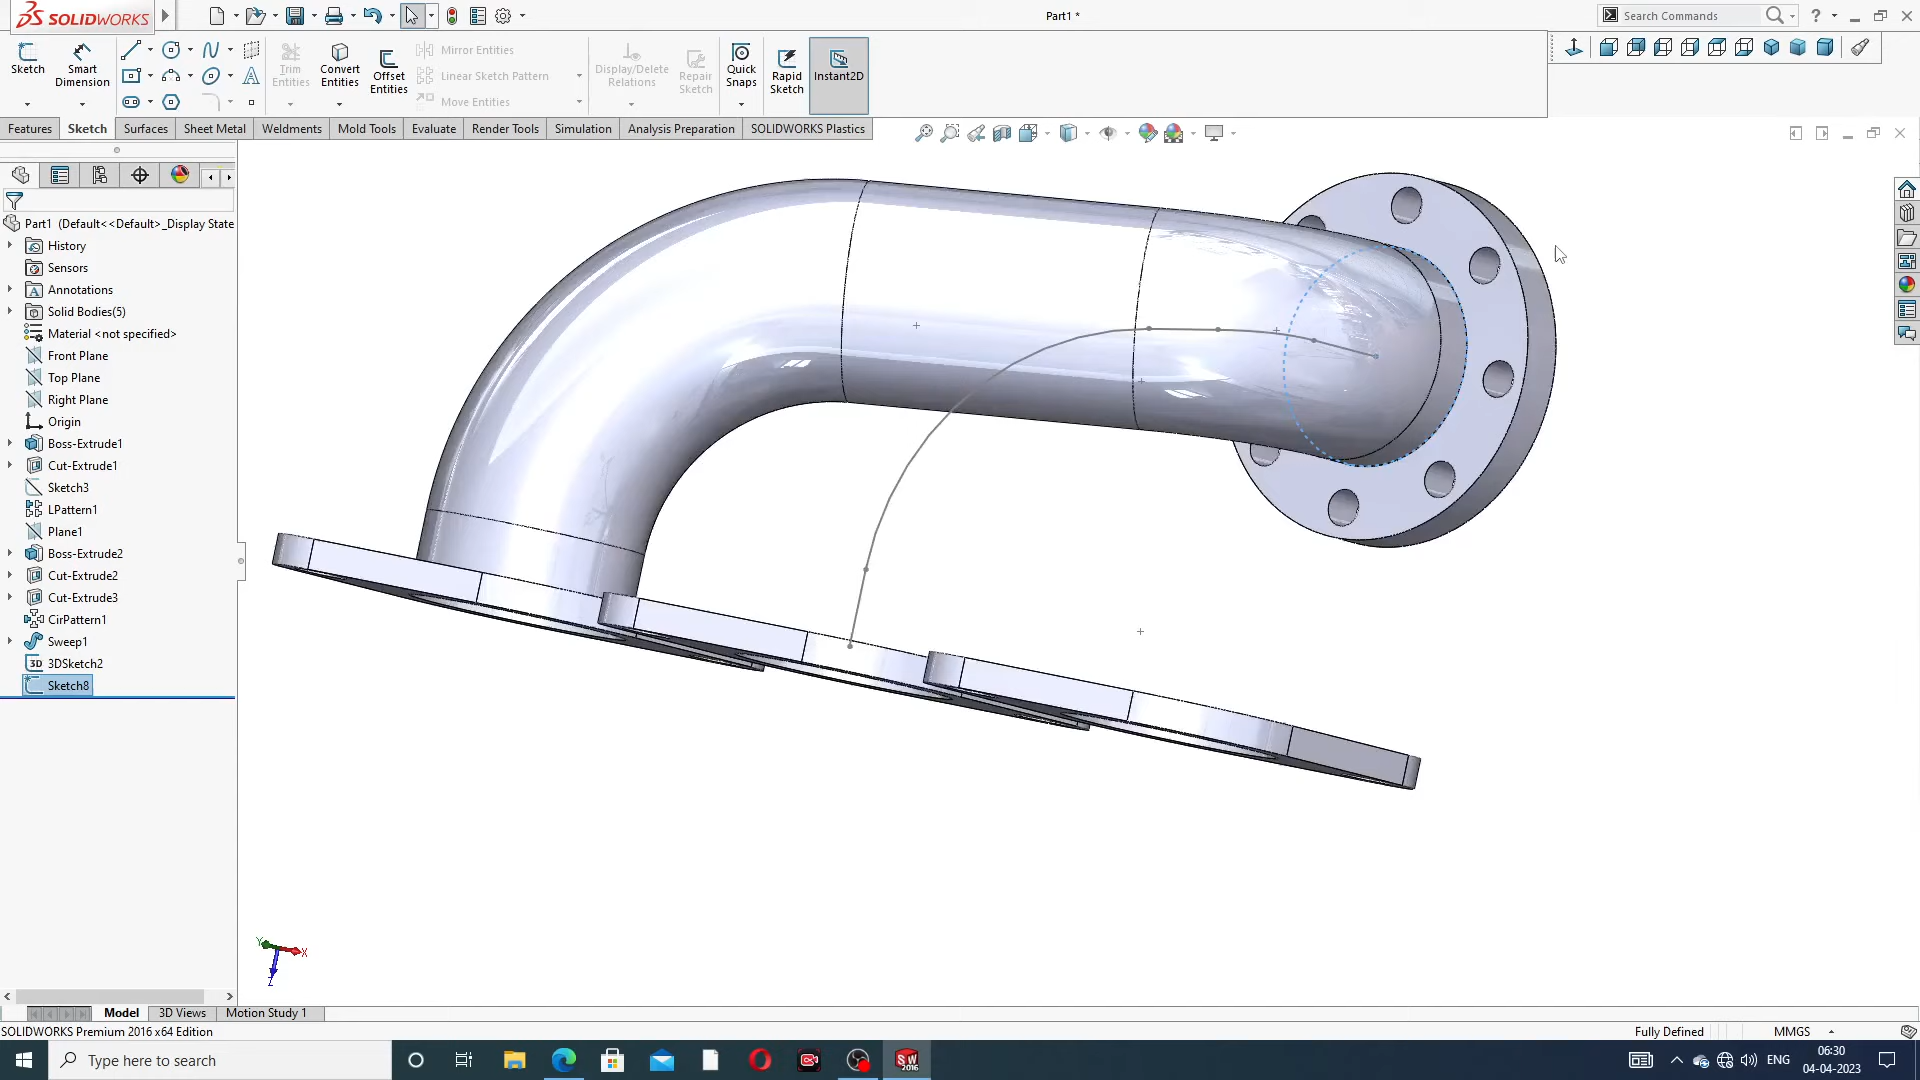 SOLIDWORKS
Part1 *
Search Commands
Sketch
Smart Dimension
Trim Entities
Convert Entities
Offset Entities
Mirror Entities
Linear Sketch Pattern
Move Entities
Display/Delete Relations
Repair Sketch
Quick Snaps
Rapid Sketch
Instant2D
Features
Sketch
Surfaces
Sheet Metal
Weldments
Mold Tools
Evaluate
Render Tools
Simulation
Analysis Preparation
SOLIDWORKS Plastics
Part1 (Default<<Default>_Display State
History
Sensors
Annotations
Solid Bodies(5)
Material <not specified>
Front Plane
Top Plane
Right Plane
Origin
Boss-Extrude1
Cut-Extrude1
Sketch3
LPattern1
Plane1
Boss-Extrude2
Cut-Extrude2
Cut-Extrude3
CirPattern1
Sweep1
3D 3DSketch2
Sketch8
Y X
Z
Model
3D Views
Motion Study 1
SOLIDWORKS Premium 2016 x64 Edition
Fully Defined
MMGS
Type here to search
SW 2016
ENG
06:30
04-04-2023